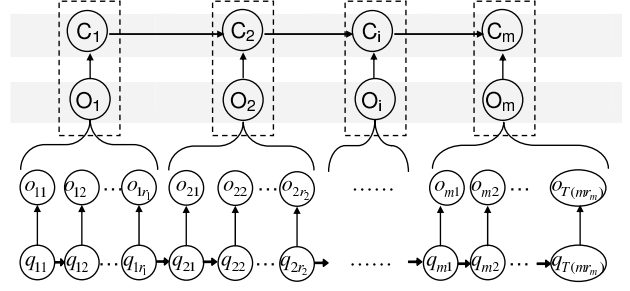 C1 C2 Ci Cm
O1 O2 Oi Om
o11 o12 ... o1r1 o21 o22 ... o2r2 ...... om1 om2 ... oT(mrm)
q11 q12 ... q1r1 q21 q22 ... q2r2 ...... qm1 qm2 ... qT(mrm)